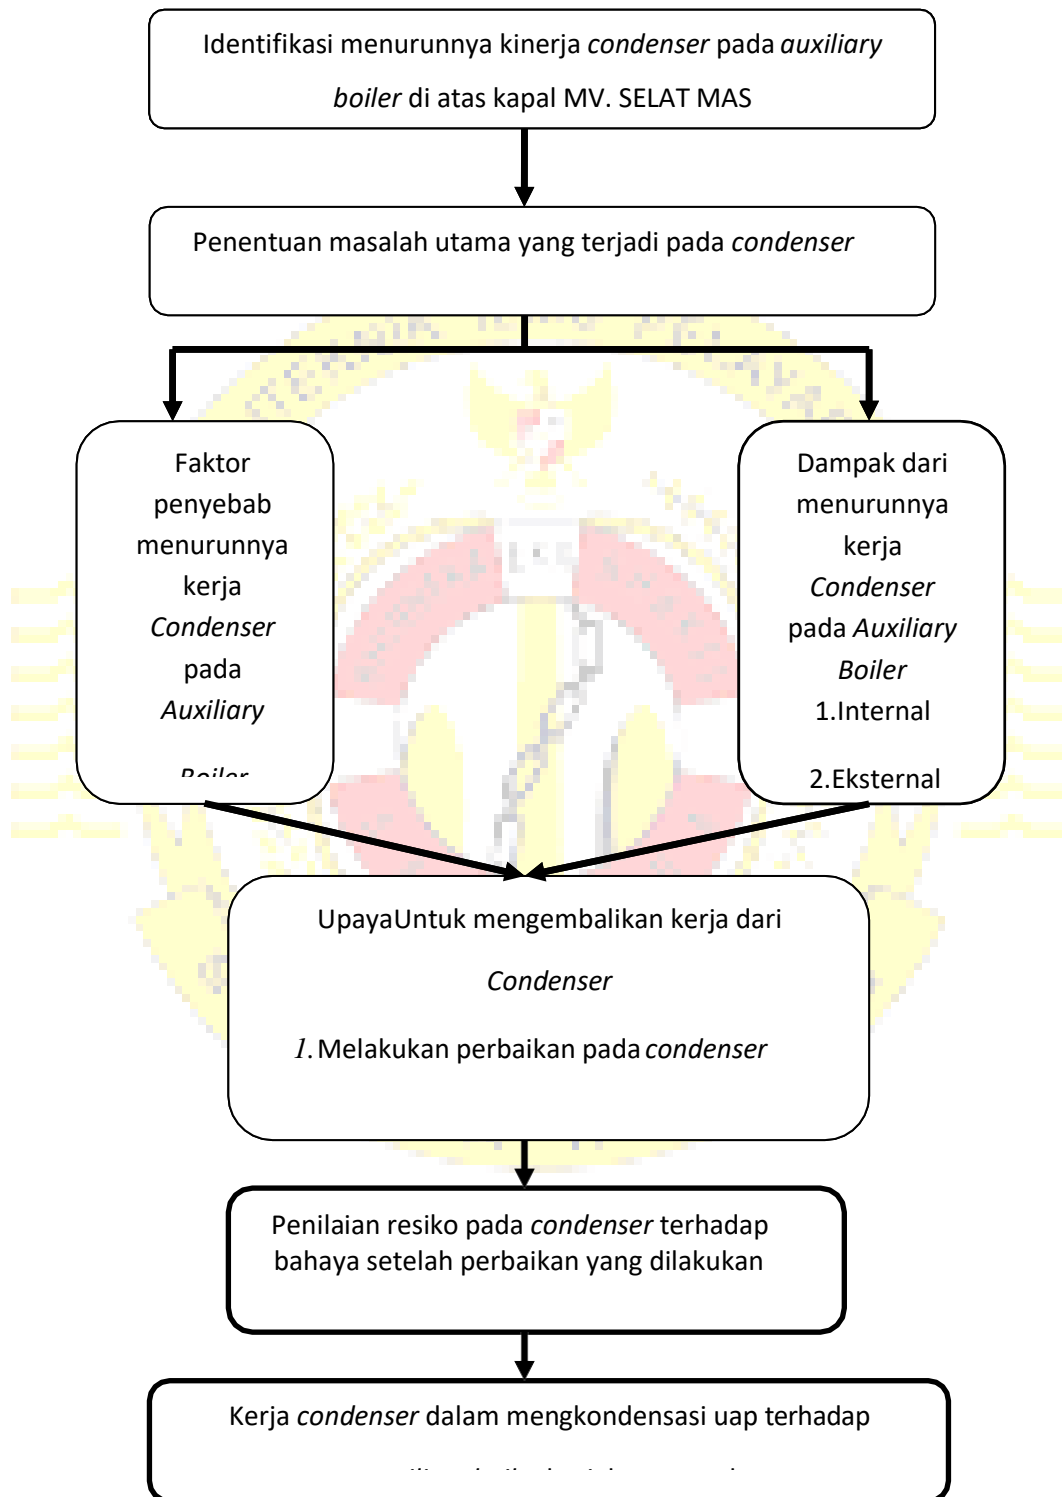 Identifikasi menurunnya kinerja condenser pada auxiliary
boiler di atas kapal MV. SELAT MAS
Penentuan masalah utama yang terjadi pada condenser
Faktor
penyebab
menurunnya
kerja
Condenser
pada
Auxiliary
Boiler
Dampak dari
menurunnya
kerja
Condenser
pada Auxiliary
Boiler
1.Internal
2.Eksternal
UpayaUntuk mengembalikan kerja dari
Condenser
1. Melakukan perbaikan pada condenser
Penilaian resiko pada condenser terhadap
bahaya setelah perbaikan yang dilakukan
Kerja condenser dalam mengkondensasi uap terhadap